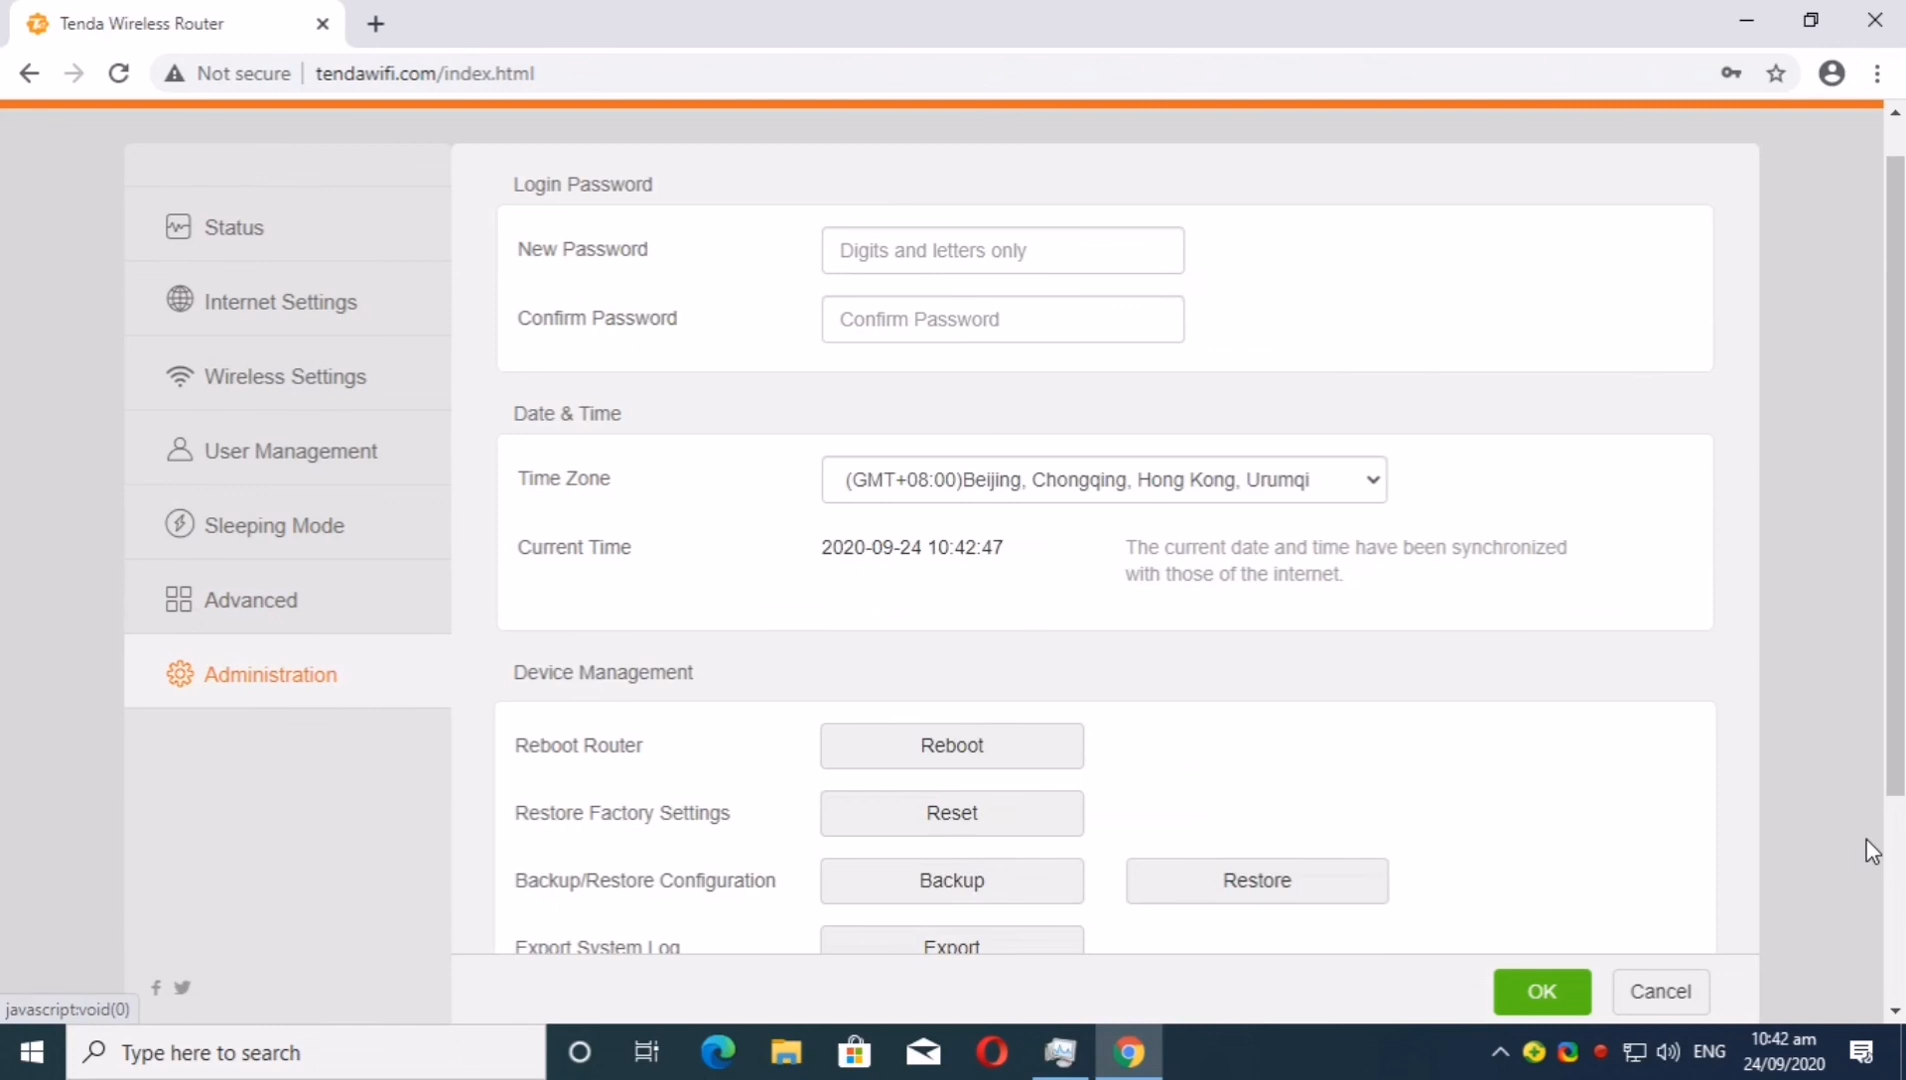 Tenda Wireless Router
Not secure
tendawifi.com/index.html
Status
Internet Settings
Wireless Settings
User Management
Sleeping Mode
Advanced
Administration
Login Password
New Password
Digits and letters only
Confirm Password
Confirm Password
Date & Time
Time Zone
(GMT+08:00)Beijing, Chongqing, Hong Kong, Urumqi
Current Time
2020-09-24 10:42:47
The current date and time have been synchronized
with those of the internet.
Device Management
Reboot Router
Reboot
Restore Factory Settings
Reset
Backup/Restore Configuration
Backup
Restore
Export System Log
Export
OK
Cancel
javascript:void(0)
Type here to search
ENG
10:42 am
24/09/2020